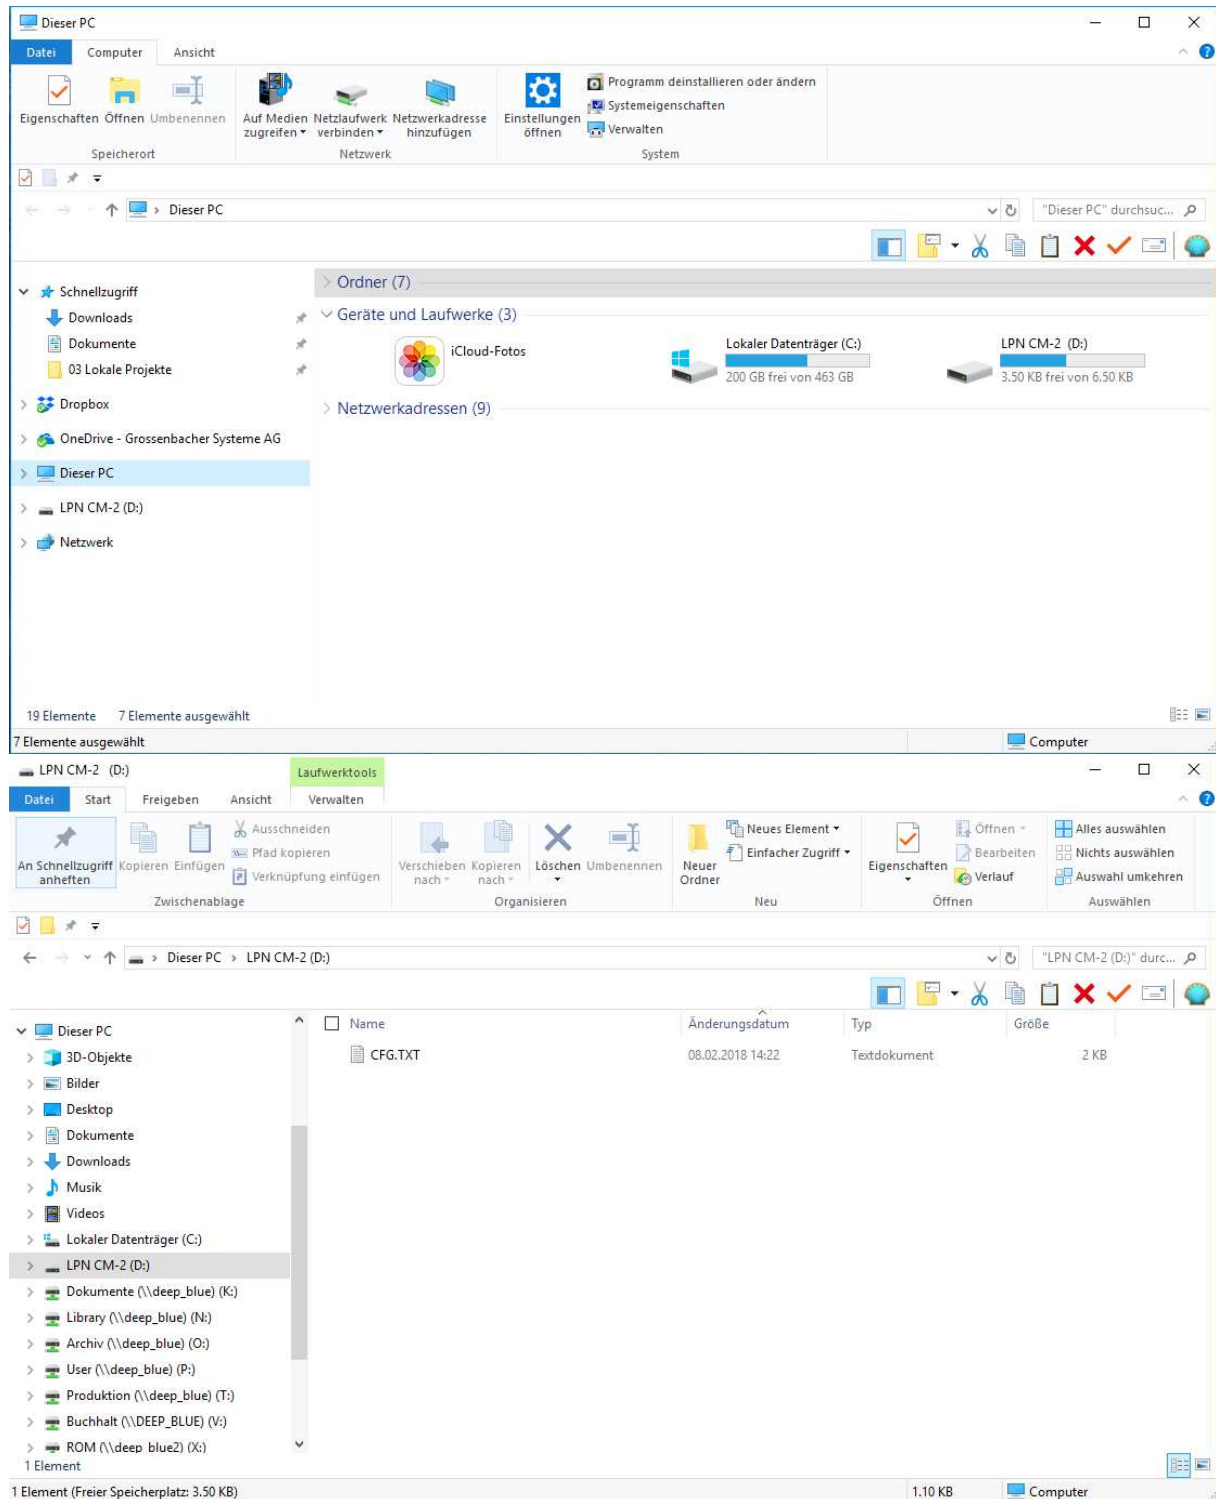 Dieser PC
Datei Computer Ansicht
Eigenschaften Öffnen Umbenennen
Auf Medien zugreifen
Netzlaufwerk verbinden
Netzwerkadresse hinzufügen
Einstellungen öffnen
Programm deinstallieren oder ändern
Systemeigenschaften
Verwalten
Speicherort Netzwerk System
Dieser PC
"Dieser PC" durchsuc...
Schnellzugriff
Downloads
Dokumente
03 Lokale Projekte
Dropbox
OneDrive - Grossenbacher Systeme AG
Dieser PC
LPN CM-2 (D:)
Netzwerk
Ordner (7)
Geräte und Laufwerke (3)
iCloud-Fotos
Lokaler Datenträger (C:)
200 GB frei von 463 GB
LPN CM-2 (D:)
3.50 KB frei von 6.50 KB
Netzwerkadressen (9)
19 Elemente 7 Elemente ausgewählt
7 Elemente ausgewählt
Computer
LPN CM-2 (D:)
Laufwerktools
Datei Start Freigeben Ansicht Verwalten
An Schnellzugriff anheften
Kopieren Einfügen
Ausschneiden
Pfad kopieren
Verknüpfung einfügen
Verschieben nach
Kopieren nach
Löschen Umbenennen
Neuer Ordner
Neues Element
Einfacher Zugriff
Eigenschaften
Öffnen
Bearbeiten
Verlauf
Alles auswählen
Nichts auswählen
Auswahl umkehren
Zwischenablage Organisieren Neu Öffnen Auswählen
Dieser PC LPN CM-2 (D:)
"LPN CM-2 (D:)" durc...
Dieser PC
3D-Objekte
Bilder
Desktop
Dokumente
Downloads
Musik
Videos
Lokaler Datenträger (C:)
LPN CM-2 (D:)
Dokumente (\\deep_blue) (K:)
Library (\\deep_blue) (N:)
Archiv (\\deep_blue) (O:)
User (\\deep_blue) (P:)
Produktion (\\deep_blue) (T:)
Buchhalt (\\DEEP_BLUE) (V:)
ROM (\\deep_blue2) (X:)
Name Änderungsdatum Typ Größe
CFG.TXT 08.02.2018 14:22 Textdokument 2 KB
1 Element
1 Element (Freier Speicherplatz: 3.50 KB)
1.10 KB
Computer